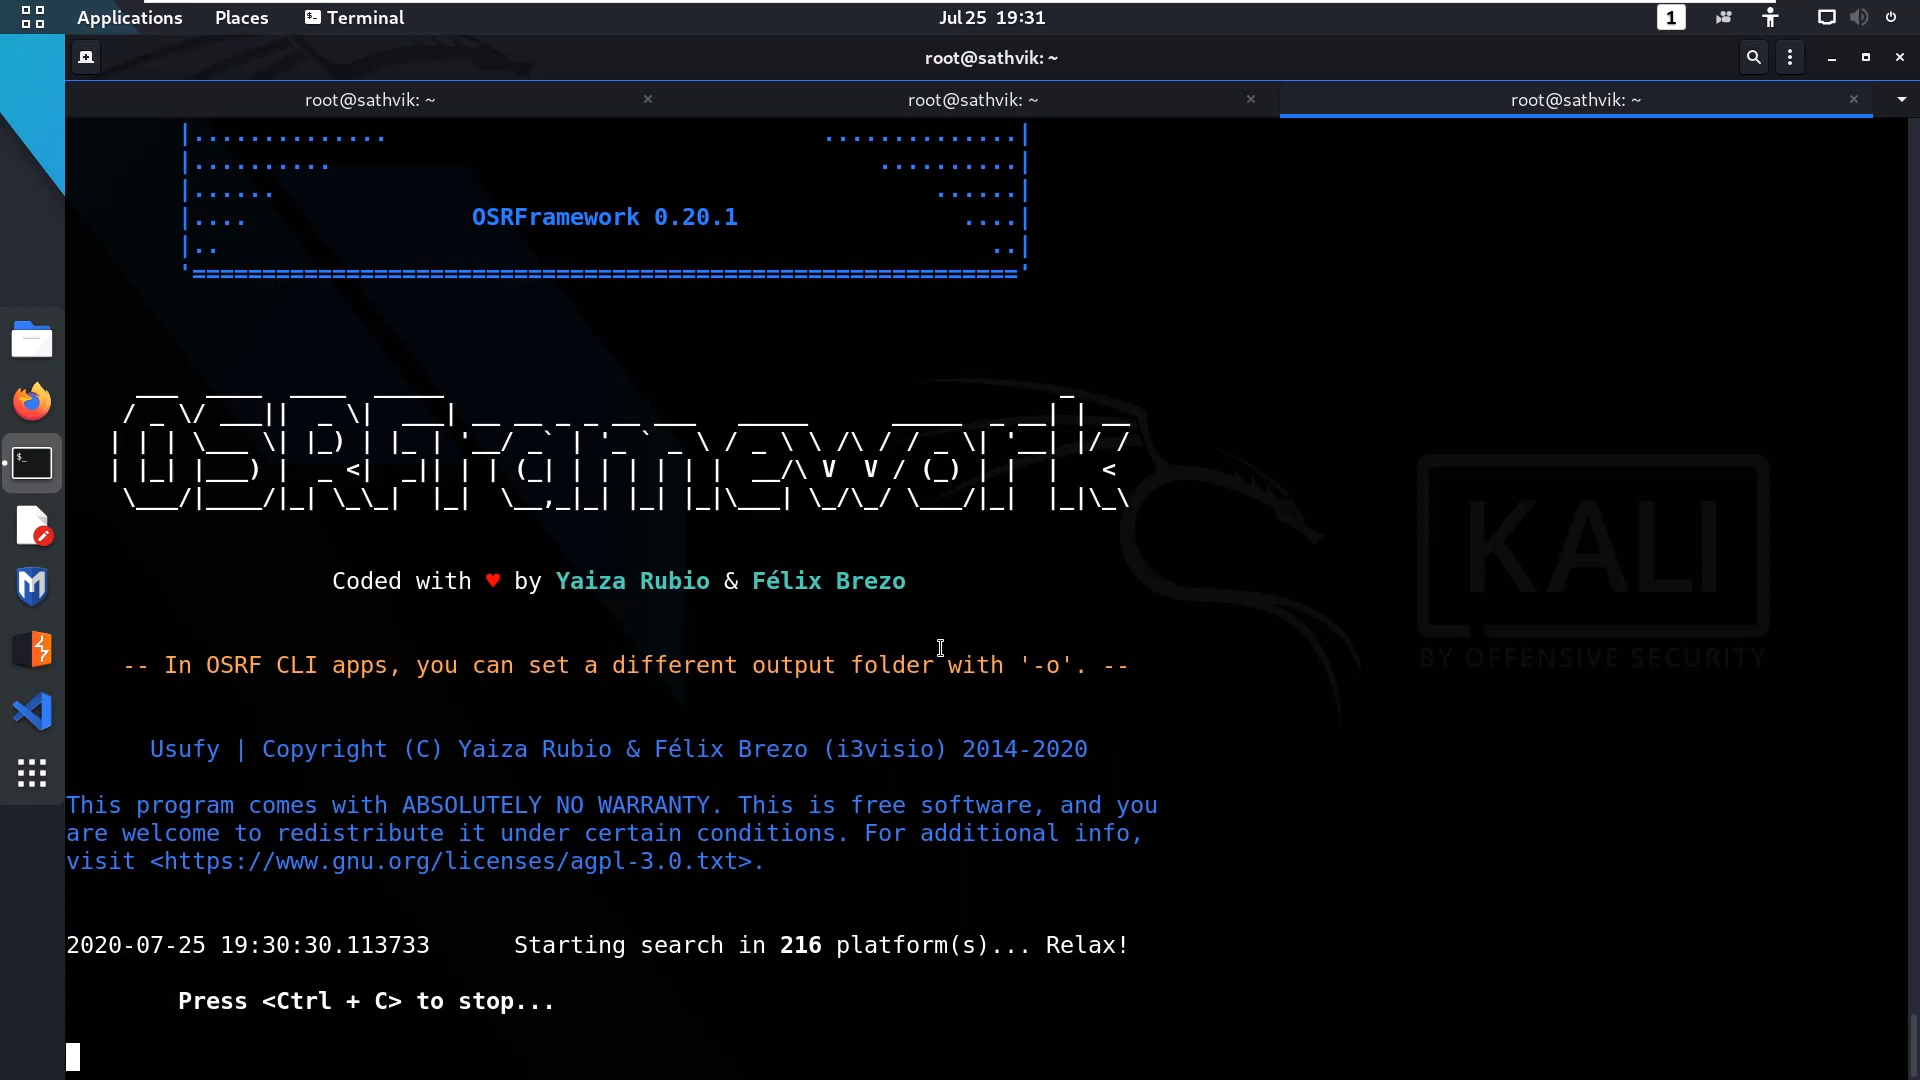 Applications Places Terminal Jul 25 19:31 1
root@sathvik: ~
root@sathvik: ~ root@sathvik: ~ root@sathvik: ~
OSRFramework 0.20.1
OSRFramework
Coded with ♥ by Yaiza Rubio & Félix Brezo
-- In OSRF CLI apps, you can set a different output folder with '-o'. --
Usufy | Copyright (C) Yaiza Rubio & Félix Brezo (i3visio) 2014-2020
This program comes with ABSOLUTELY NO WARRANTY. This is free software, and you
are welcome to redistribute it under certain conditions. For additional info,
visit <https://www.gnu.org/licenses/agpl-3.0.txt>.
2020-07-25 19:30:30.113733 Starting search in 216 platform(s)... Relax!
Press <Ctrl + C> to stop...
KALI
BY OFFENSIVE SECURITY